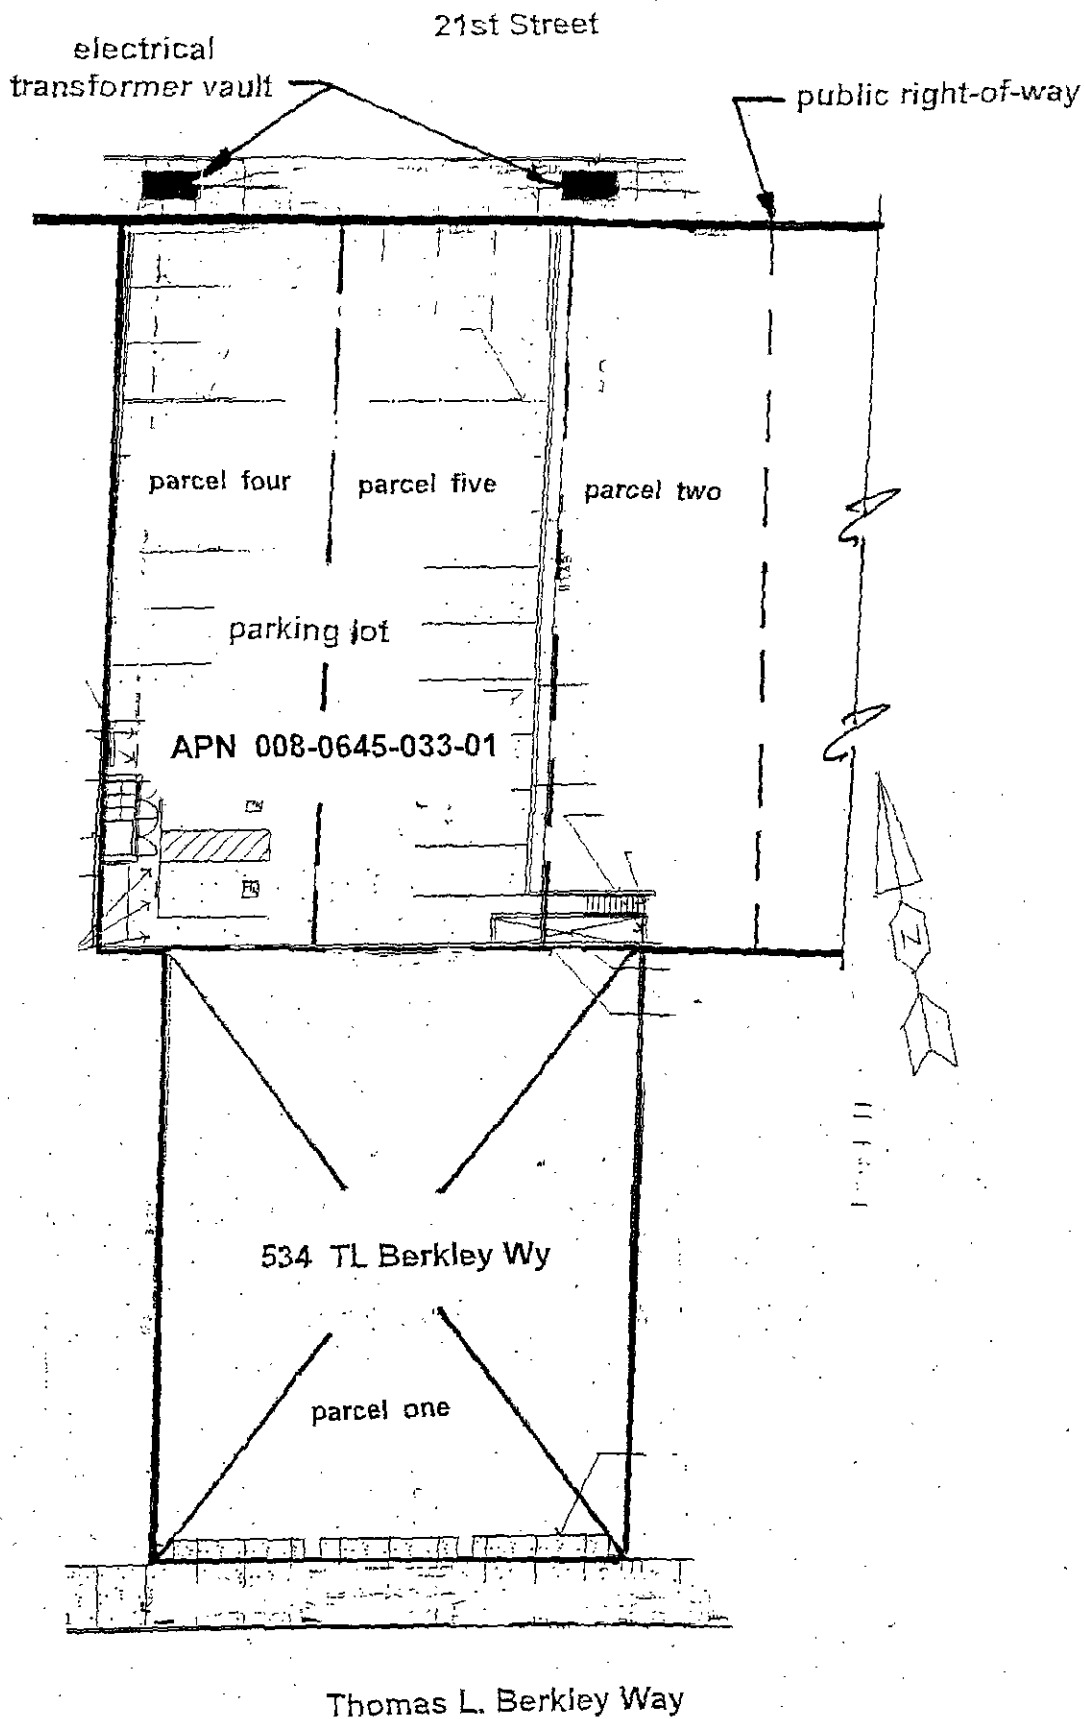 21st Street
electrical
transformer vault
public right-of-way
parcel four
parcel five
parcel two
parking lot
APN 008-0645-033-01
N
534 TL Berkley Wy
parcel one
Thomas L. Berkley Way